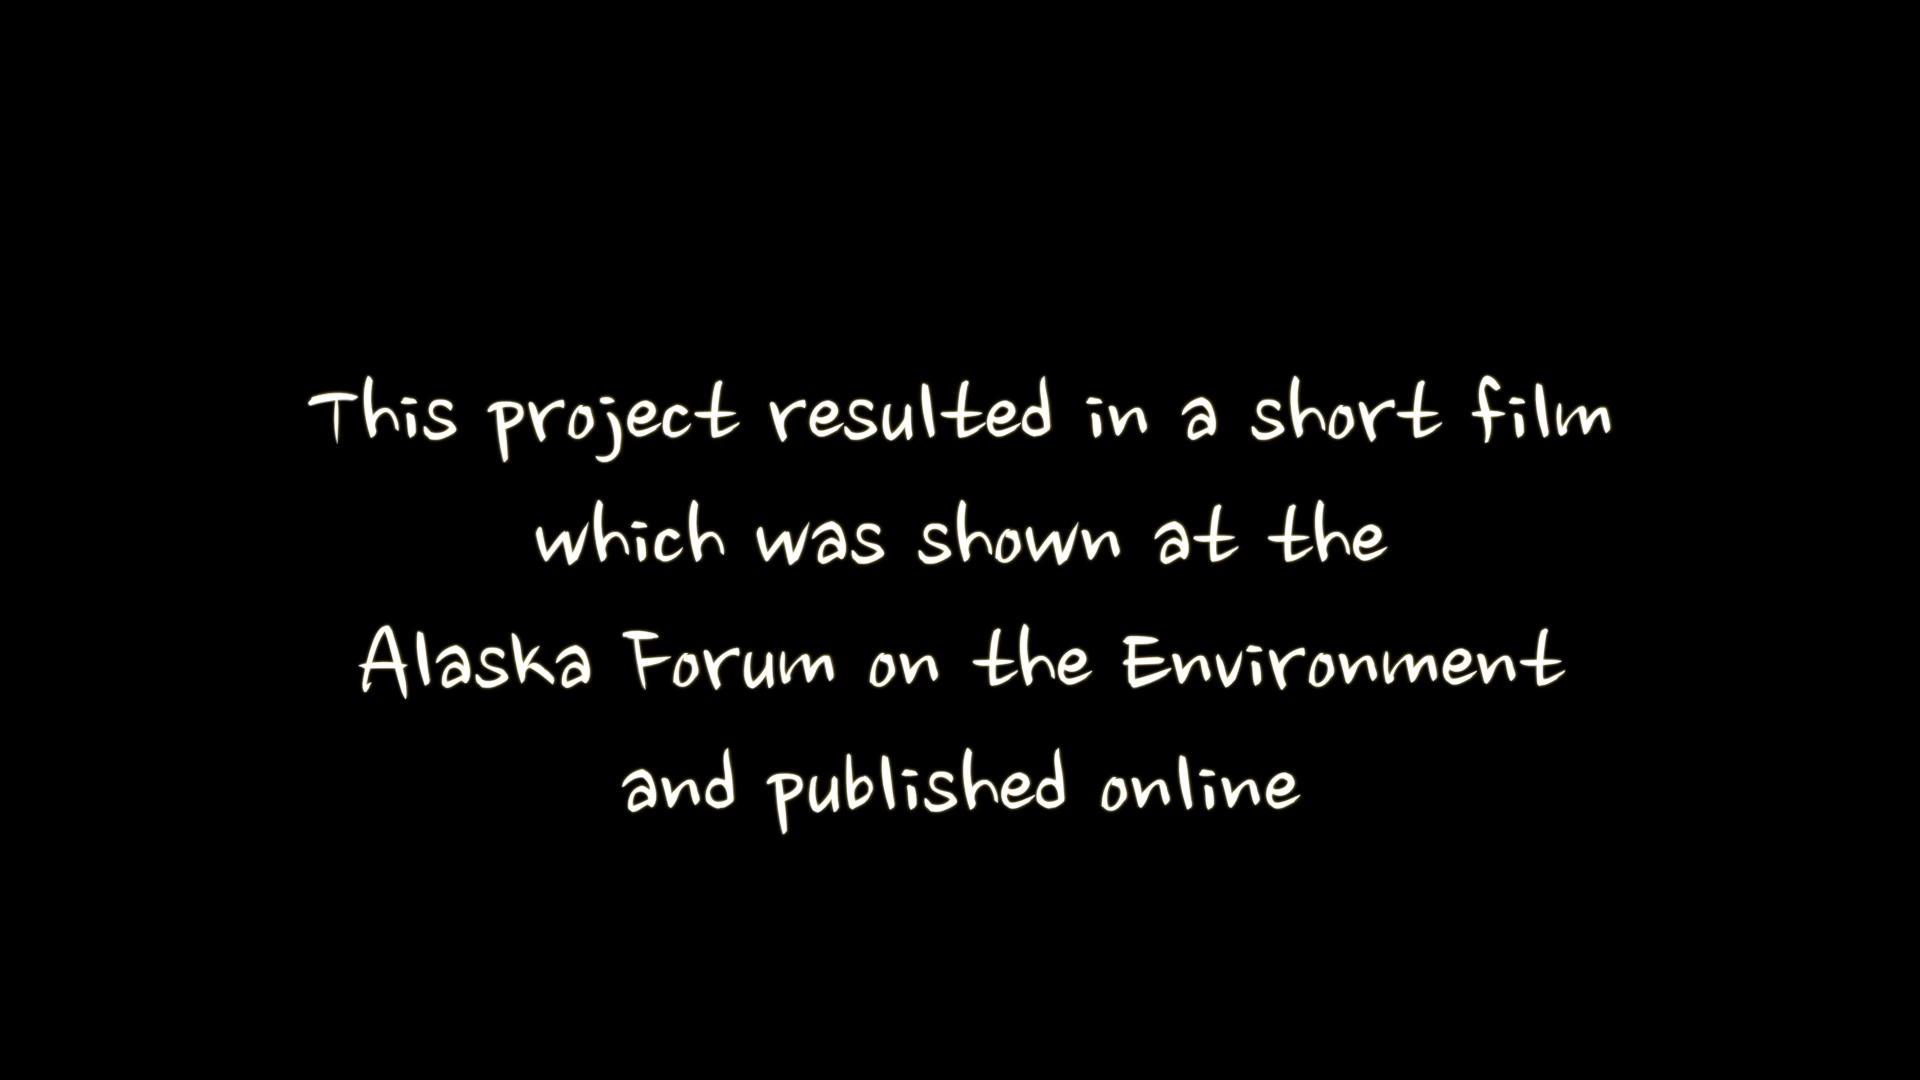 This project resulted in a short film
which was shown at the
Alaska Forum on the Environment
and published online